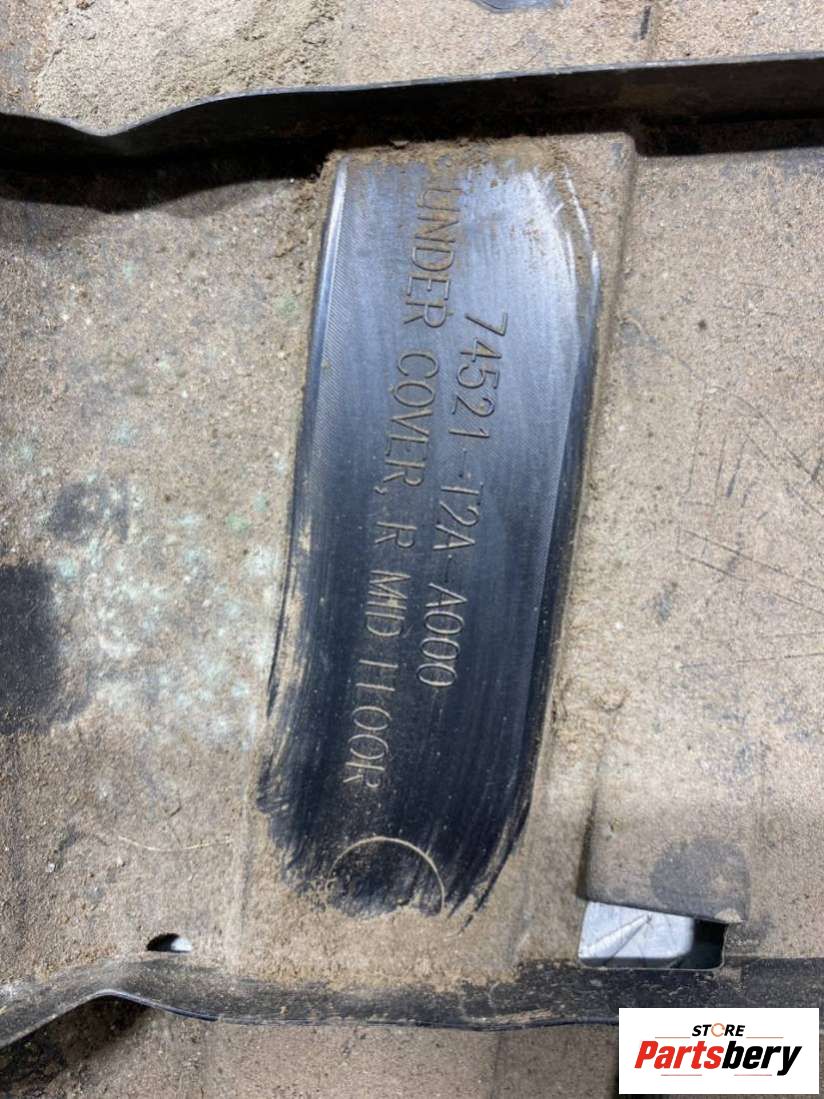 74521-T2A-A000
UNDER COVER, R MID FLOOR
STORE
Partsbery